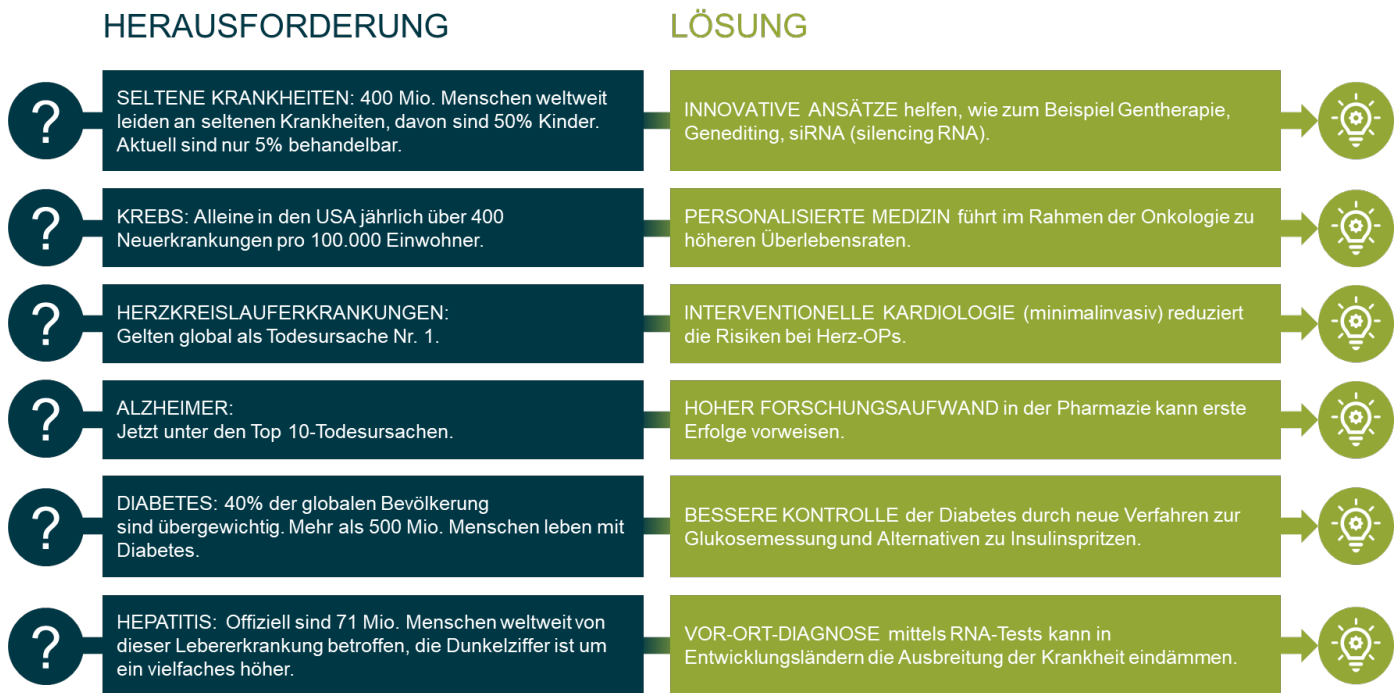 HERAUSFORDERUNG
LÖSUNG
?
SELTENE KRANKHEITEN: 400 Mio. Menschen weltweit
leiden an seltenen Krankheiten, davon sind 50% Kinder.
Aktuell sind nur 5% behandelbar.
INNOVATIVE ANSÄTZE helfen, wie zum Beispiel Gentherapie,
Genediting, siRNA (silencing RNA).
?
KREBS: Alleine in den USA jährlich über 400
Neuerkrankungen pro 100.000 Einwohner.
PERSONALISIERTE MEDIZIN führt im Rahmen der Onkologie zu
höheren Überlebensraten.
?
HERZKREISLAUFERKRANKUNGEN:
Gelten global als Todesursache Nr. 1.
INTERVENTIONELLE KARDIOLOGIE (minimalinvasiv) reduziert
die Risiken bei Herz-OPs.
?
ALZHEIMER:
Jetzt unter den Top 10-Todesursachen.
HOHER FORSCHUNGSAUFWAND in der Pharmazie kann erste
Erfolge vorweisen.
?
DIABETES: 40% der globalen Bevölkerung
sind übergewichtig. Mehr als 500 Mio. Menschen leben mit
Diabetes.
BESSERE KONTROLLE der Diabetes durch neue Verfahren zur
Glukosemessung und Alternativen zu Insulinspritzen.
?
HEPATITIS: Offiziell sind 71 Mio. Menschen weltweit von
dieser Lebererkrankung betroffen, die Dunkelziffer ist um
ein vielfaches höher.
VOR-ORT-DIAGNOSE mittels RNA-Tests kann in
Entwicklungsländern die Ausbreitung der Krankheit eindämmen.